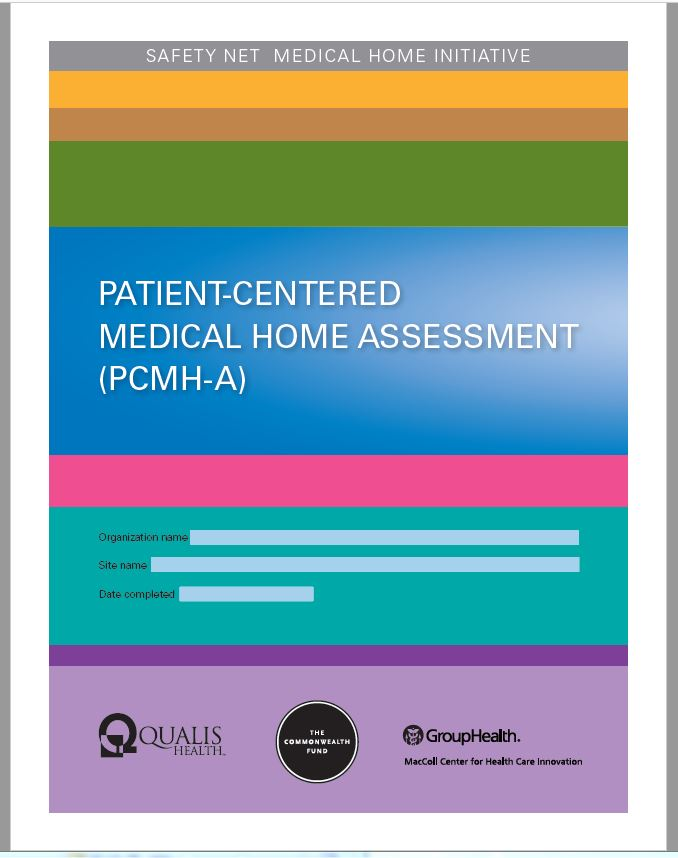 SAFETY NET MEDICAL HOME INITIATIVE
PATIENT-CENTERED
MEDICAL HOME ASSESSMENT
(PCMH-A)
Organization name
Site name
Date completed
QUALIS
HEALTH
THE
COMMONWEALTH
FUND
GroupHealth.
MacColl Center for Health Care Innovation